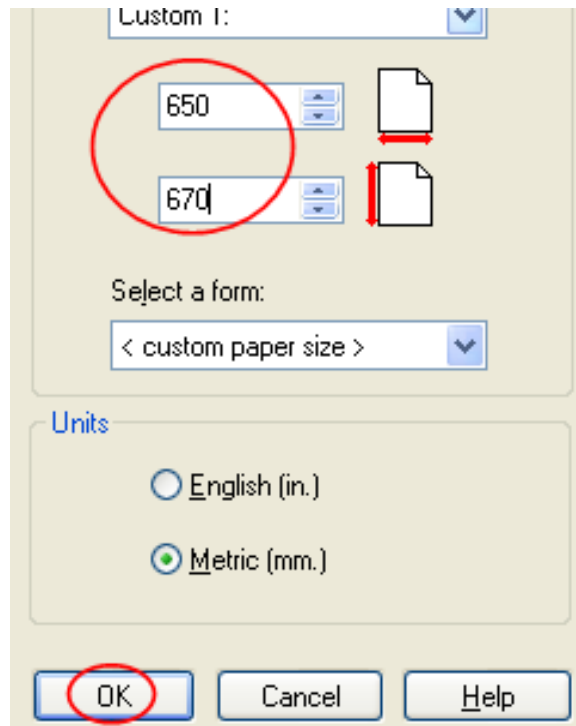 Custom 1:
650
670
Select a form:
< custom paper size >
Units
English (in.)
Metric (mm.)
OK Cancel Help